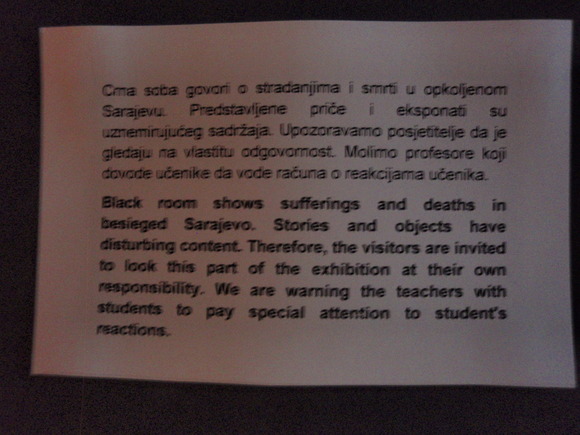 Crna soba govori o stradanjima i smrti u opkoljenom
Sarajevu. Predstavljene priče i eksponati su
uznemirujućeg sadržaja. Upozoravamo posjetitelje da je
gledaju na vlastitu odgovornost. Molimo profesore koji
dovode učenike da vode računa o reakcijama učenika.
Black room shows sufferings and deaths in
besieged Sarajevo. Stories and objects have
disturbing content. Therefore, the visitors are invited
to look this part of the exhibition at their own
responsibility. We are warning the teachers with
students to pay special attention to student's
reactions.